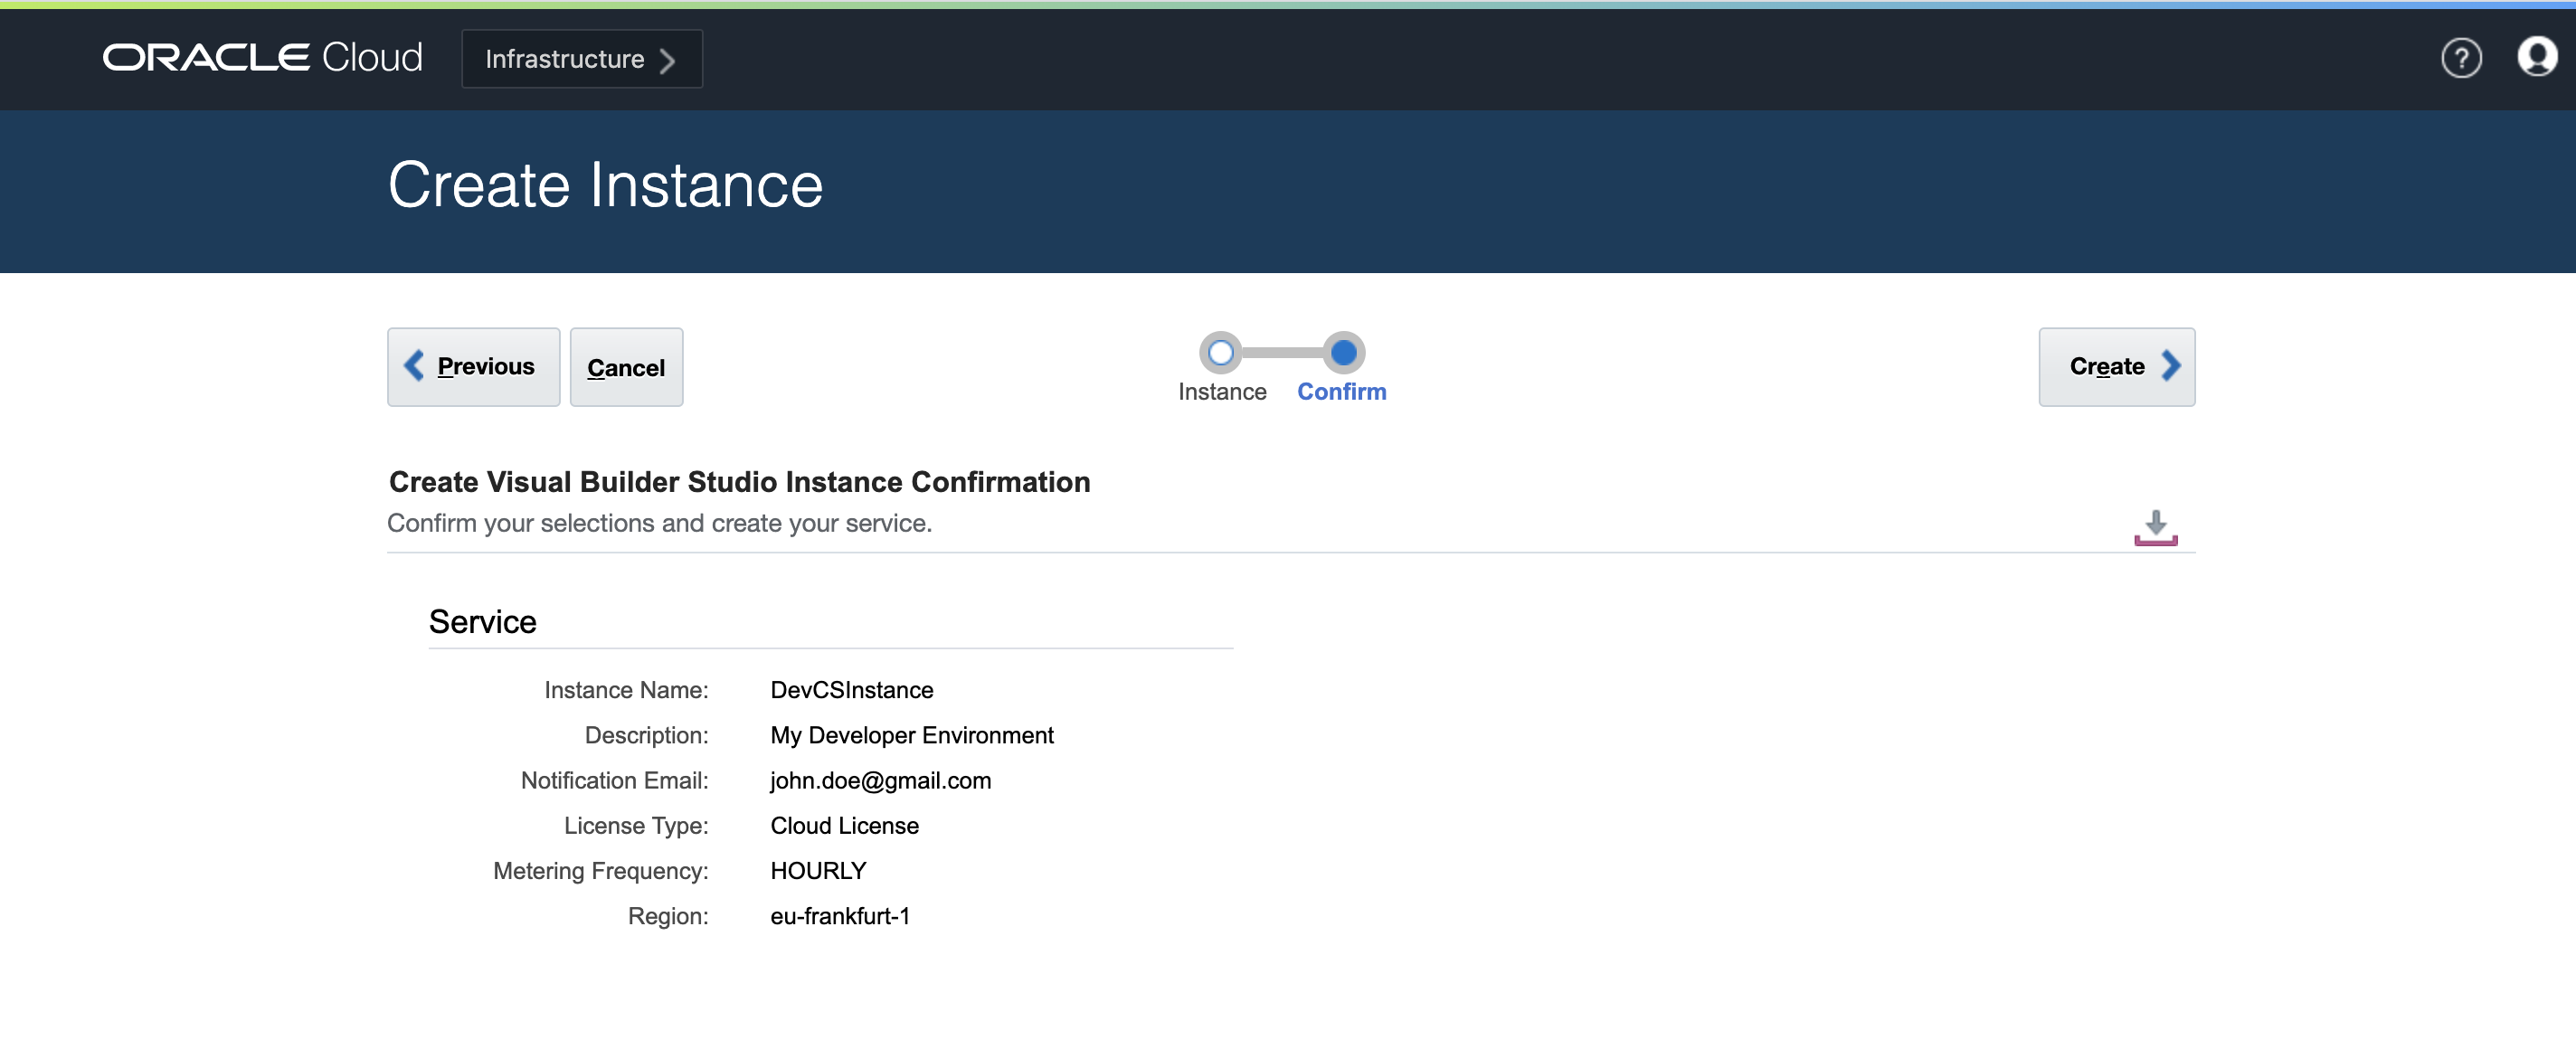 ORACLE Cloud
Infrastructure
?
Create Instance
Previous
Cancel
Instance
Confirm
Create
Create Visual Builder Studio Instance Confirmation
Confirm your selections and create your service.
Service
Instance Name: DevCSInstance
Description: My Developer Environment
Notification Email: john.doe@gmail.com
License Type: Cloud License
Metering Frequency: HOURLY
Region: eu-frankfurt-1